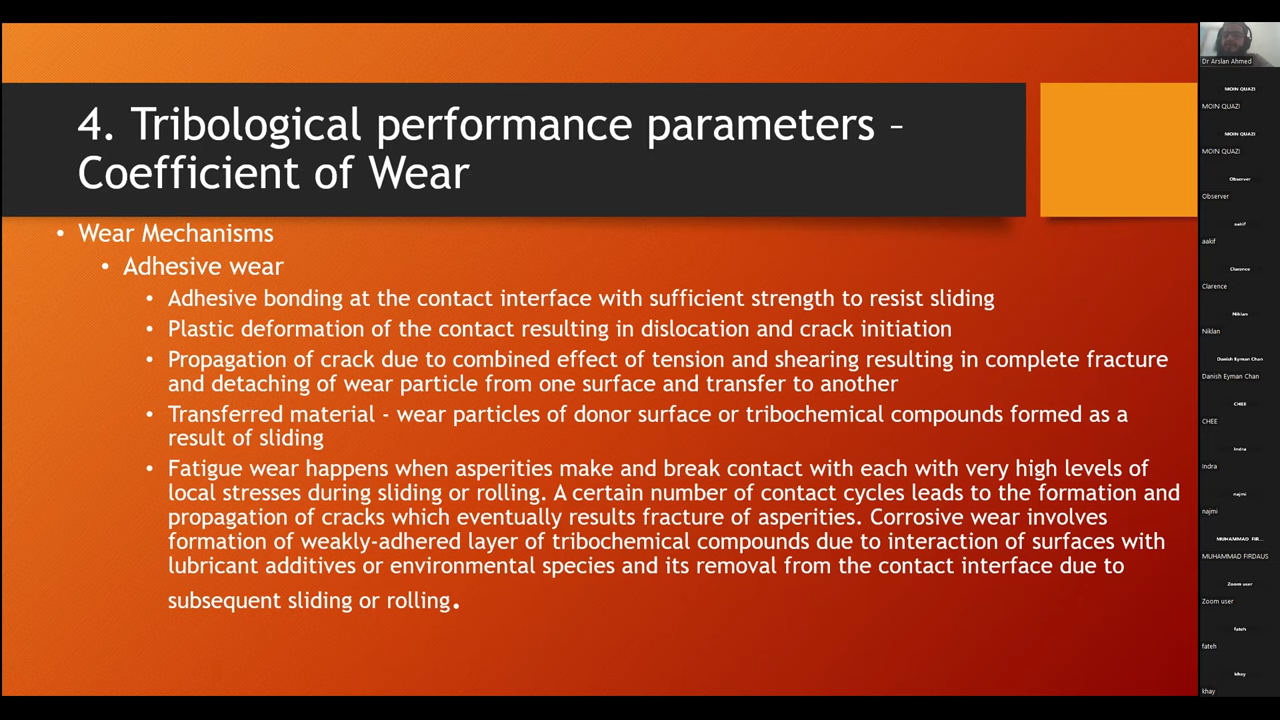 4. Tribological performance parameters –
Coefficient of Wear
• Wear Mechanisms
• Adhesive wear
• Adhesive bonding at the contact interface with sufficient strength to resist sliding
• Plastic deformation of the contact resulting in dislocation and crack initiation
• Propagation of crack due to combined effect of tension and shearing resulting in complete fracture
and detaching of wear particle from one surface and transfer to another
• Transferred material - wear particles of donor surface or tribochemical compounds formed as a
result of sliding
• Fatigue wear happens when asperities make and break contact with each with very high levels of
local stresses during sliding or rolling. A certain number of contact cycles leads to the formation and
propagation of cracks which eventually results fracture of asperities. Corrosive wear involves
formation of weakly-adhered layer of tribochemical compounds due to interaction of surfaces with
lubricant additives or environmental species and its removal from the contact interface due to
subsequent sliding or rolling.
Dr Arslan Ahmed
MOIN QUAZI
MOIN QUAZI
MOIN QUAZI
MOIN QUAZI
Observer
Observer
aakif
aakif
Clarence
Clarence
Niklan
Niklan
Danish Eyman Chan
Danish Eyman Chan
CHEE
CHEE
Indra
Indra
najmi
najmi
MUHAMMAD FIR...
MUHAMMAD FIRDAUS
Zoom user
Zoom user
fateh
fateh
khay
khay